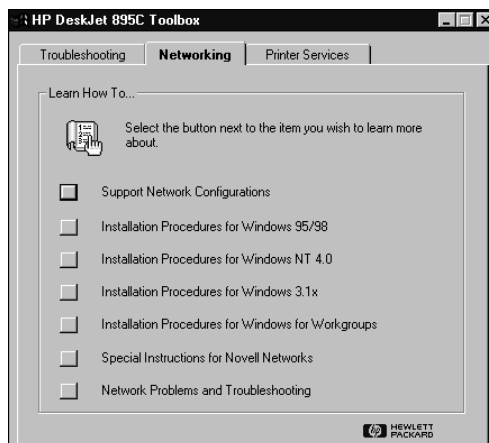 HP DeskJet 895C Toolbox
Troubleshooting
Networking
Printer Services
Learn How To...
Select the button next to the item you wish to learn more
about.
Support Network Configurations
Installation Procedures for Windows 95/98
Installation Procedures for Windows NT 4.0
Installation Procedures for Windows 3.1x
Installation Procedures for Windows for Workgroups
Special Instructions for Novell Networks
Network Problems and Troubleshooting
hp HEWLETT
PACKARD